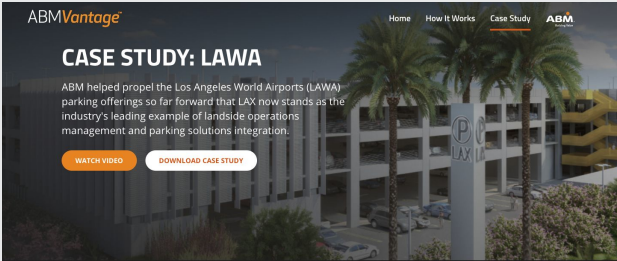 ABMVantage™
Home How It Works Case Study ABM
CASE STUDY: LAWA
ABM helped propel the Los Angeles World Airports (LAWA)
parking offerings so far forward that LAX now stands as the
industry's leading example of landside operations
management and parking solutions integration.
WATCH VIDEO DOWNLOAD CASE STUDY
P
LAX